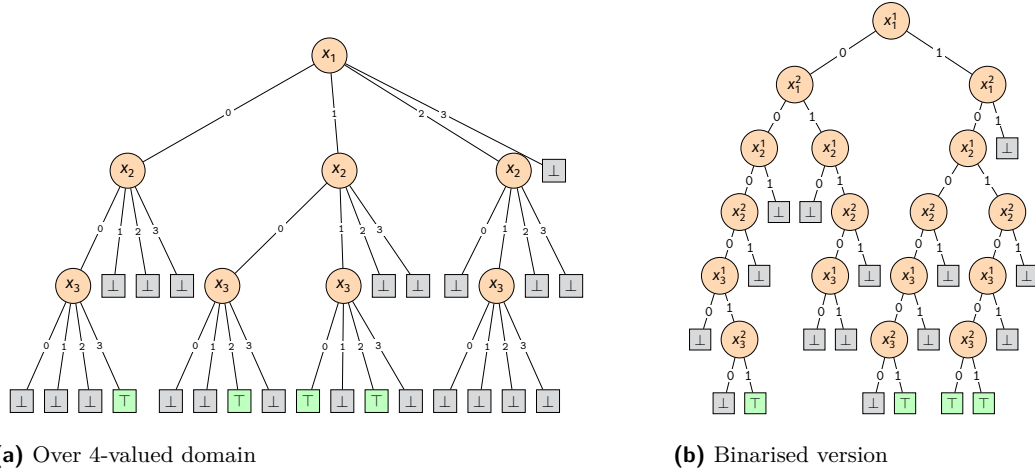 x₁
0 1 2 3
x₂ x₂ x₂ ⊥
0 1 2 3 0 1 2 3 0 1 2 3
x₃ ⊥ ⊥ ⊥ x₃ x₃ ⊥ ⊥ ⊥ x₃ ⊥ ⊥
0 1 2 3 0 1 2 3 0 1 2 3 0 1 2 3
⊥ ⊥ ⊥ ⊤ ⊥ ⊥ ⊤ ⊥ ⊤ ⊥ ⊤ ⊥ ⊥ ⊥ ⊥ ⊥
(a) Over 4-valued domain
x₁¹
0 1
x₁² x₁²
0 1 0 1
x₂¹ x₂¹ x₂¹ ⊥
0 1 0 1 0 1
x₂² ⊥ ⊥ x₂² x₂² x₂²
0 1 0 1 0 1 0 1
x₃¹ ⊥ x₃¹ ⊥ x₃¹ ⊥ x₃¹ ⊥
0 1 0 1 0 1 0 1
⊥ x₃² ⊥ ⊥ x₃² ⊥ x₃² ⊥
0 1 0 1 0 1
⊥ ⊤ ⊥ ⊤ ⊤ ⊤
(b) Binarised version